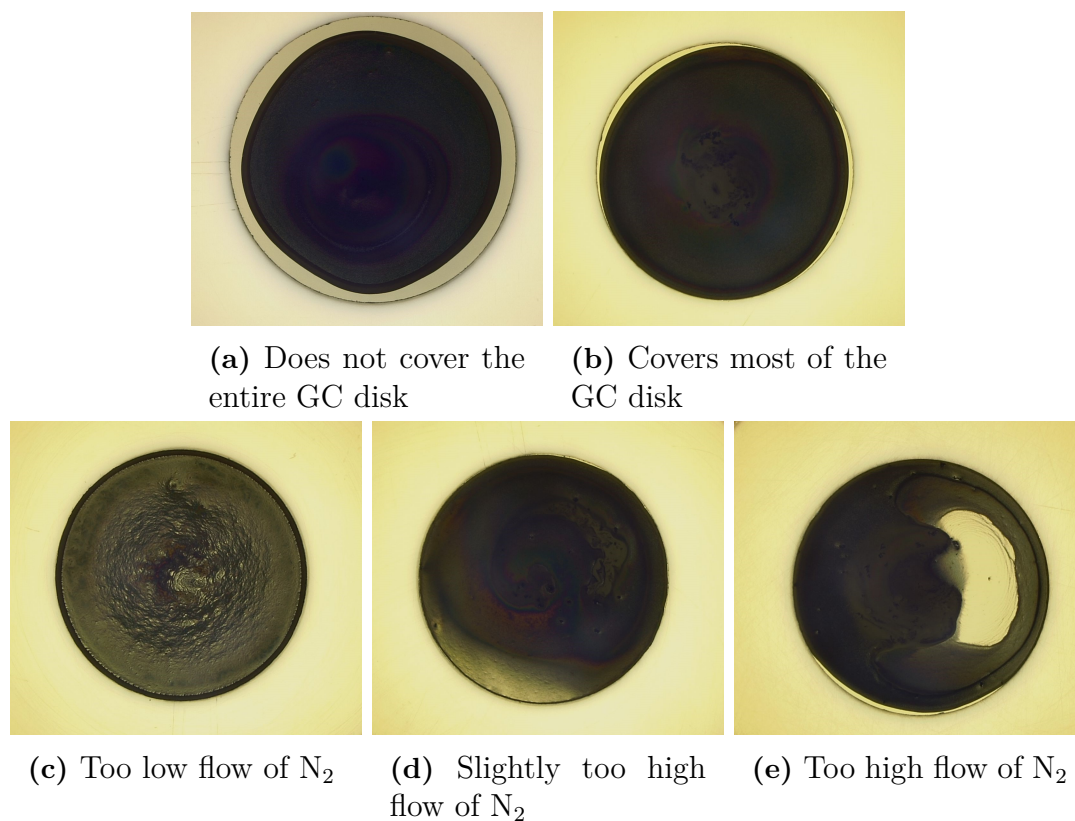 (a) Does not cover the
entire GC disk
(b) Covers most of the
GC disk
(c) Too low flow of N₂
(d) Slightly too high
flow of N₂
(e) Too high flow of N₂